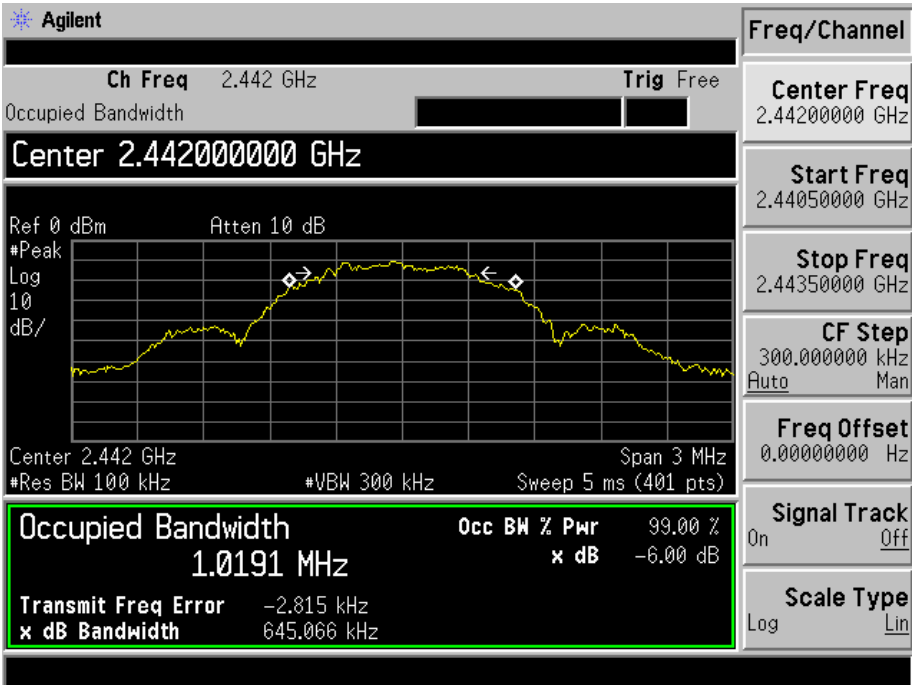 Agilent
Ch Freq 2.442 GHz Trig Free
Occupied Bandwidth
Center 2.442000000 GHz
Ref 0 dBm Atten 10 dB
#Peak
Log
10
dB/
Center 2.442 GHz Span 3 MHz
#Res BW 100 kHz #VBW 300 kHz Sweep 5 ms (401 pts)
Occupied Bandwidth Occ BW % Pwr 99.00 %
1.0191 MHz x dB -6.00 dB
Transmit Freq Error -2.815 kHz
x dB Bandwidth 645.066 kHz
Freq/Channel
Center Freq
2.44200000 GHz
Start Freq
2.44050000 GHz
Stop Freq
2.44350000 GHz
CF Step
300.000000 kHz
Auto Man
Freq Offset
0.00000000 Hz
Signal Track
On Off
Scale Type
Log Lin